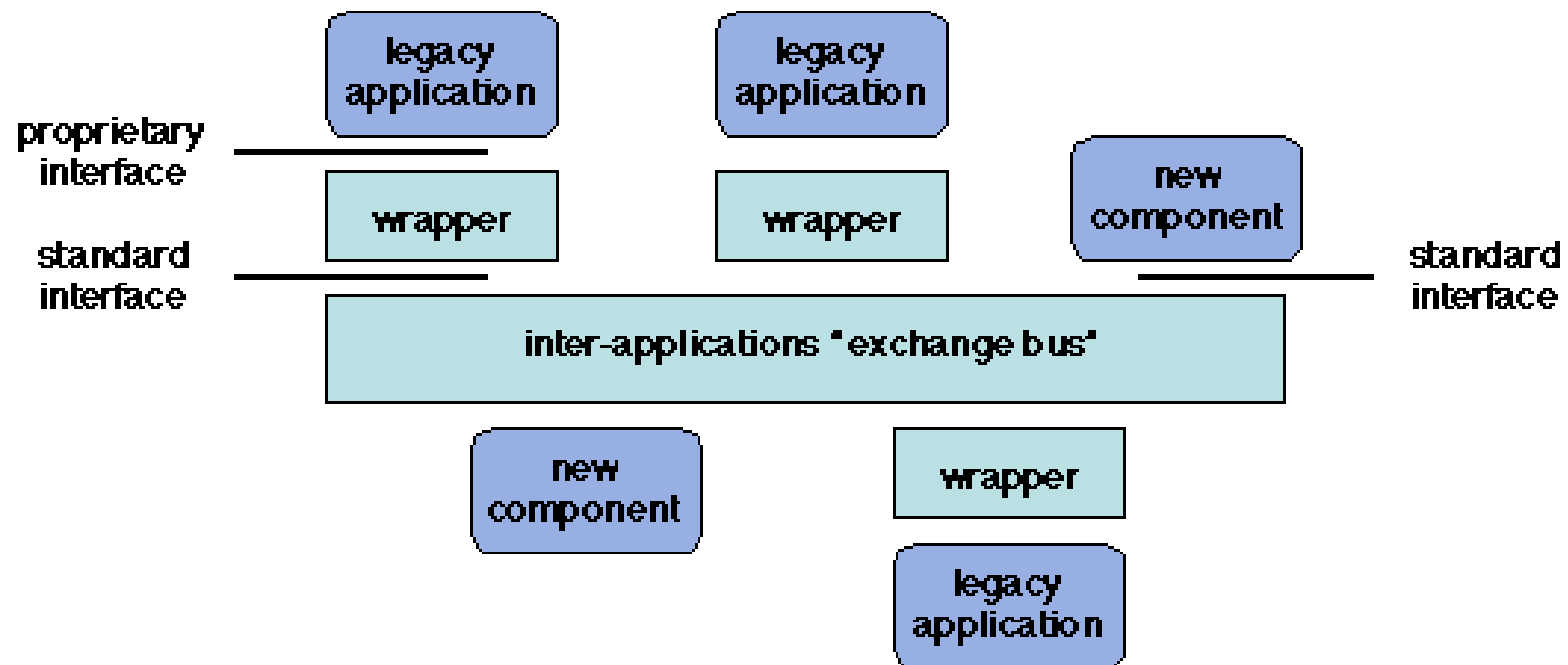 legacy
application
legacy
application
proprietary
interface
new
component
wrapper
wrapper
standard
interface
standard
interface
inter-applications "exchange bus"
new
component
wrapper
legacy
application